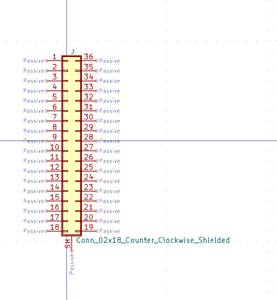 J
Passive 1 36 Passive
Passive 2 35 Passive
Passive 3 34 Passive
Passive 4 33 Passive
Passive 5 32 Passive
Passive 6 31 Passive
Passive 7 30 Passive
Passive 8 29 Passive
Passive 9 28 Passive
Passive 10 27 Passive
Passive 11 26 Passive
Passive 12 25 Passive
Passive 13 24 Passive
Passive 14 23 Passive
Passive 15 22 Passive
Passive 16 21 Passive
Passive 17 20 Passive
Passive 18 19 Passive
Conn_02x18_Counter_Clockwise_Shielded
SH
Passive